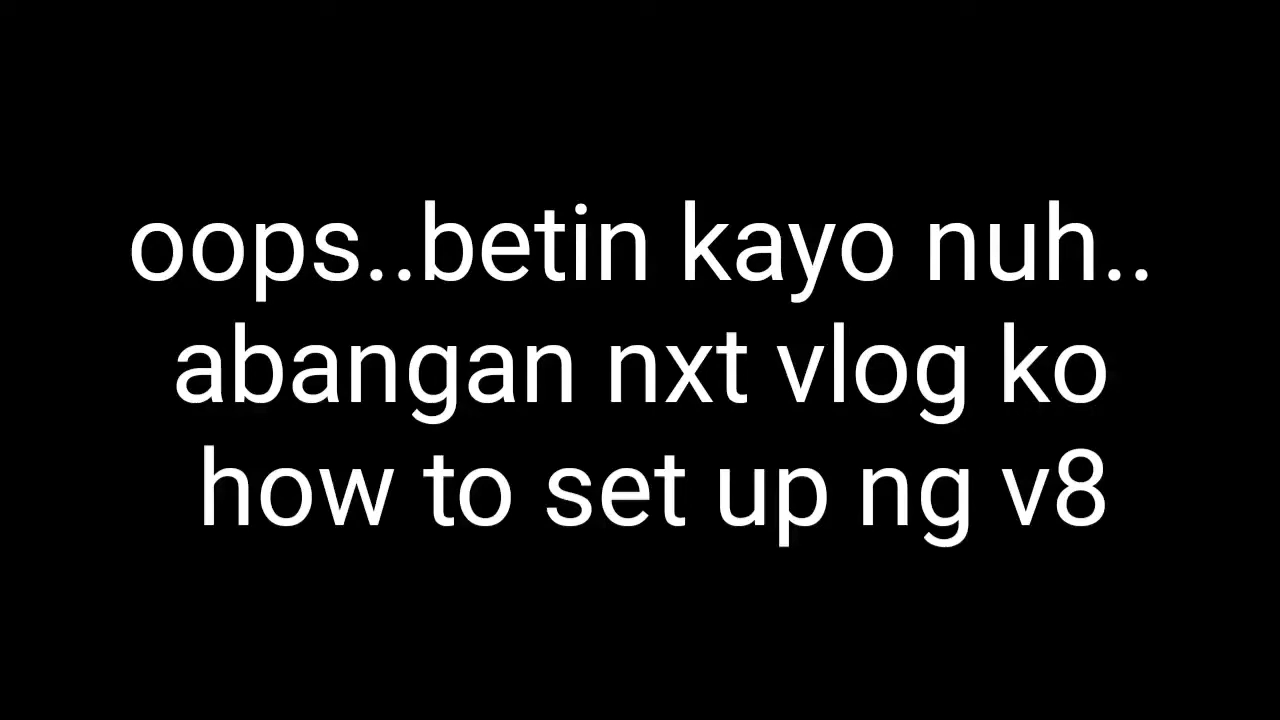 oops..betin kayo nuh..
abangan nxt vlog ko
how to set up ng v8